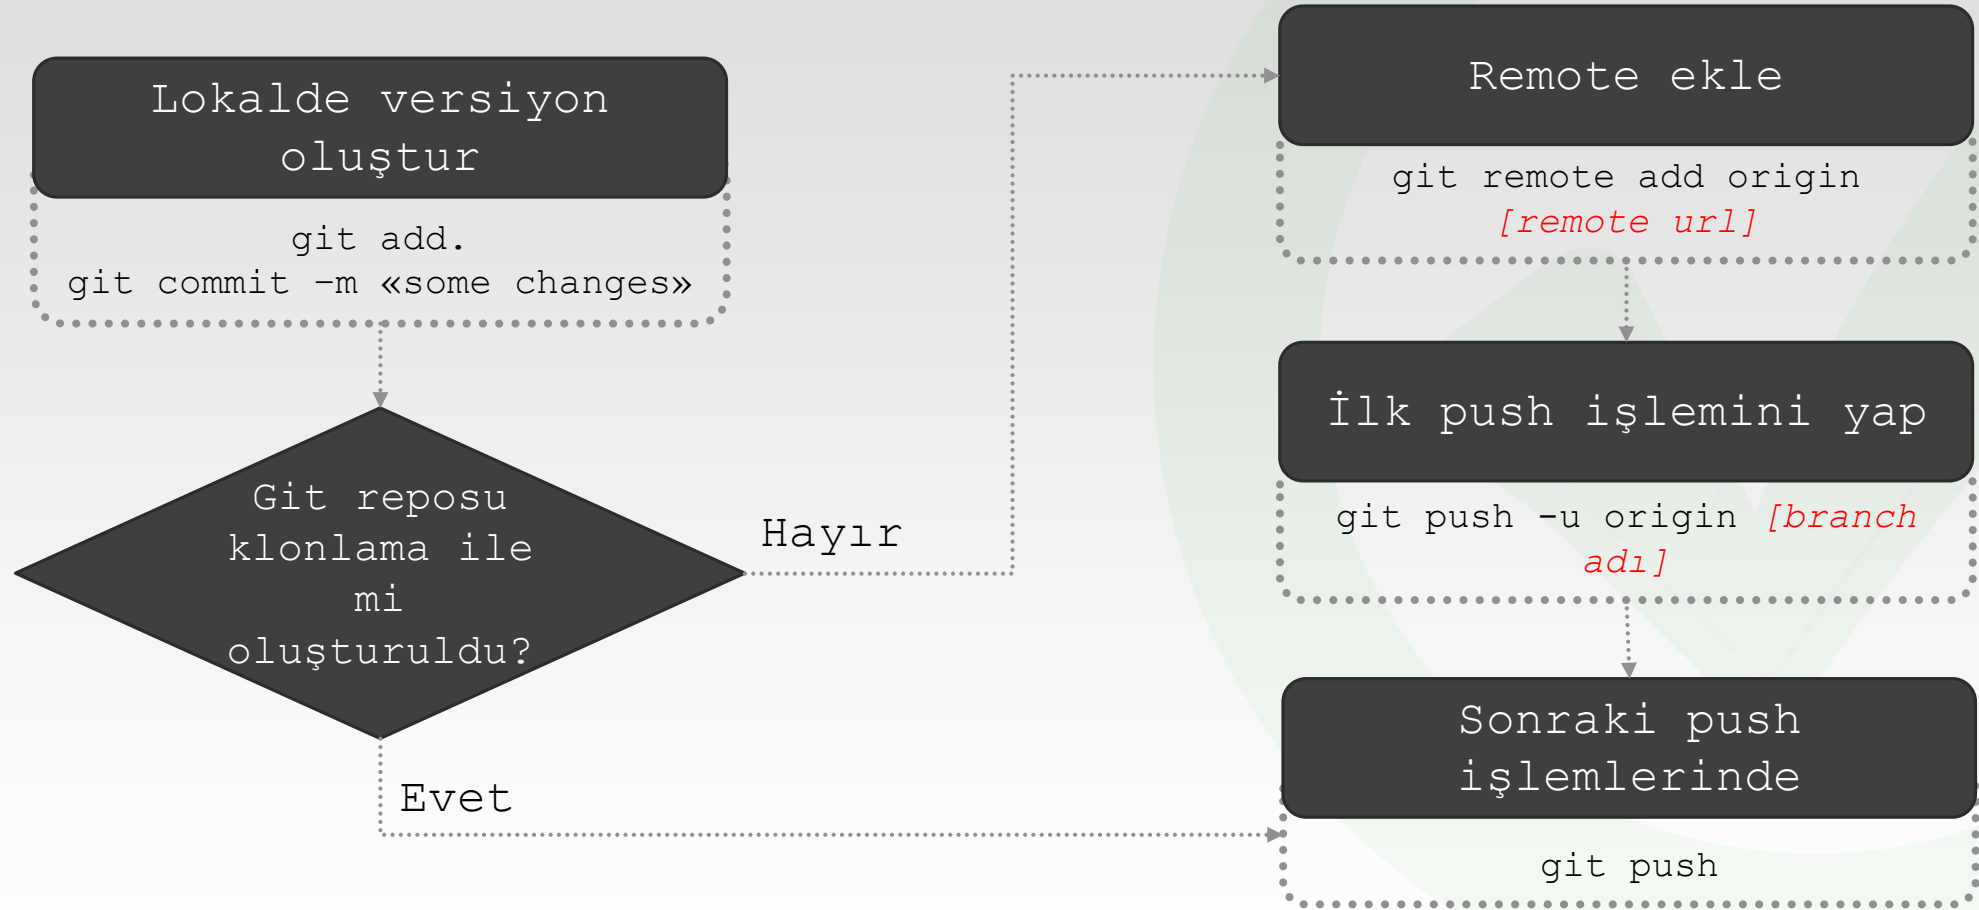 Lokalde versiyon
oluştur
git add.
git commit –m «some changes»
Git reposu
klonlama ile
mi
oluşturuldu?
Hayır
Evet
Remote ekle
git remote add origin
[remote url]
İlk push işlemini yap
git push -u origin [branch
adı]
Sonraki push
işlemlerinde
git push